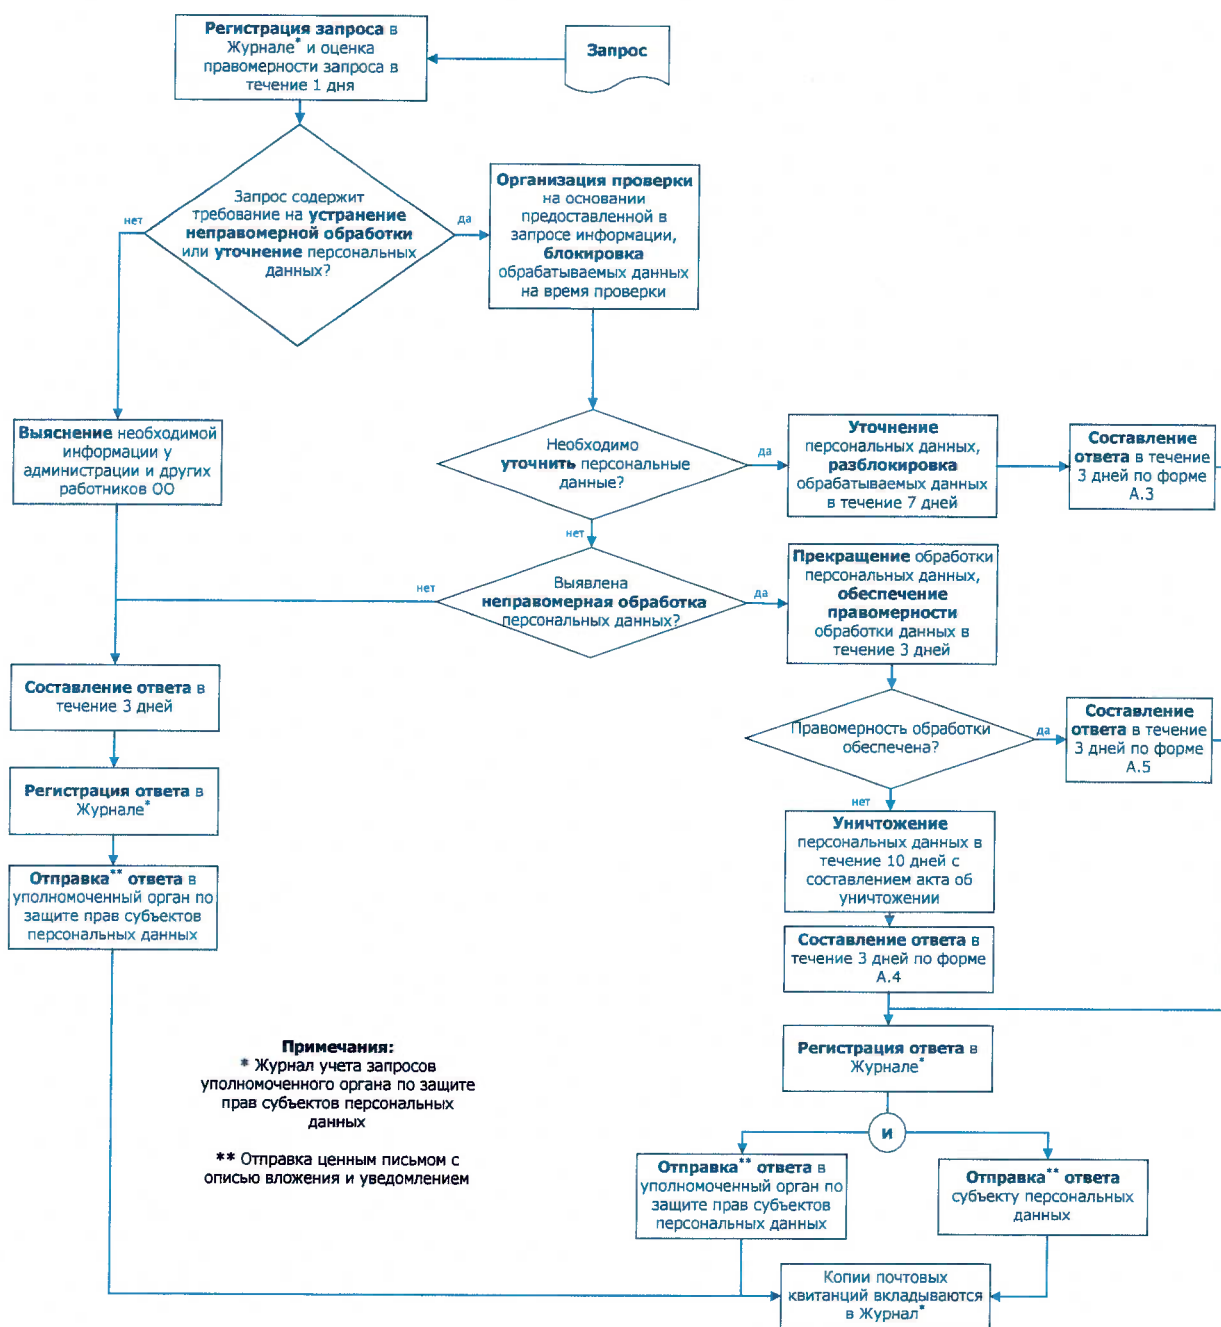 Регистрация запроса в
Журнале* и оценка
правомерности запроса в
течение 1 дня
Запрос
Запрос содержит
требование на устранение
неправомерной обработки
или уточнение персональных
данных?
нет
да
Организация проверки
на основании
предоставленной в
запросе информации,
блокировка
обрабатываемых данных
на время проверки
Выяснение необходимой
информации у
администрации и других
работников ОО
Необходимо
уточнить персональные
данные?
да
нет
Уточнение
персональных данных,
разблокировка
обрабатываемых данных
в течение 7 дней
Составление
ответа в течение
3 дней по форме
А.3
Выявлена
неправомерная обработка
персональных данных?
нет
да
Прекращение обработки
персональных данных,
обеспечение
правомерности
обработки данных в
течение 3 дней
Составление ответа в
течение 3 дней
Правомерность обработки
обеспечена?
да
нет
Составление
ответа в течение
3 дней по форме
А.5
Регистрация ответа в
Журнале*
Уничтожение
персональных данных в
течение 10 дней с
составлением акта об
уничтожении
Отправка** ответа в
уполномоченный орган по
защите прав субъектов
персональных данных
Составление ответа в
течение 3 дней по форме
А.4
Примечания:
* Журнал учета запросов
уполномоченного органа по защите
прав субъектов персональных
данных
** Отправка ценным письмом с
описью вложения и уведомлением
Регистрация ответа в
Журнале*
и
Отправка** ответа в
уполномоченный орган по
защите прав субъектов
персональных данных
Отправка** ответа
субъекту персональных
данных
Копии почтовых
квитанций вкладываются
в Журнал*